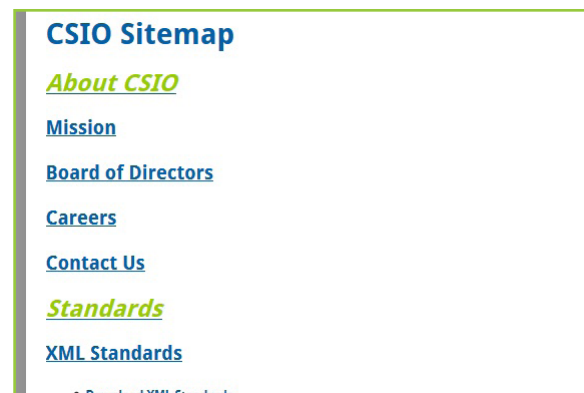 CSIO Sitemap
About CSIO
Mission
Board of Directors
Careers
Contact Us
Standards
XML Standards